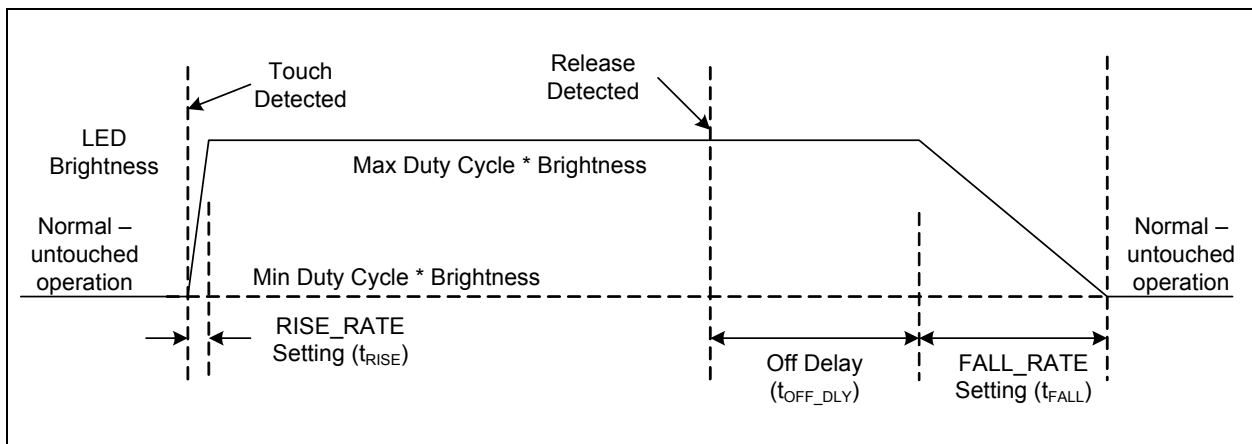 Touch
Detected
Release
Detected
LED
Brightness
Max Duty Cycle * Brightness
Normal –
untouched
operation
Min Duty Cycle * Brightness
Normal –
untouched
operation
RISE_RATE
Setting (tRISE)
Off Delay
(tOFF_DLY)
FALL_RATE
Setting (tFALL)